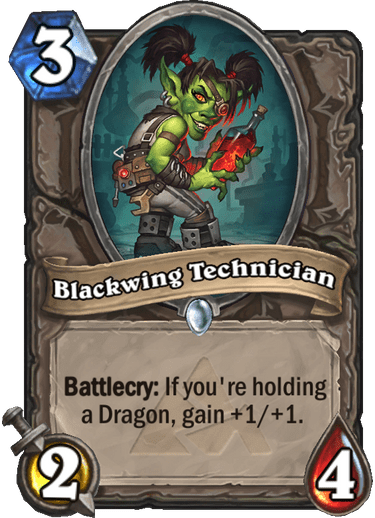 3
Blackwing Technician
Battlecry: If you're holding
a Dragon, gain +1/+1.
2
4